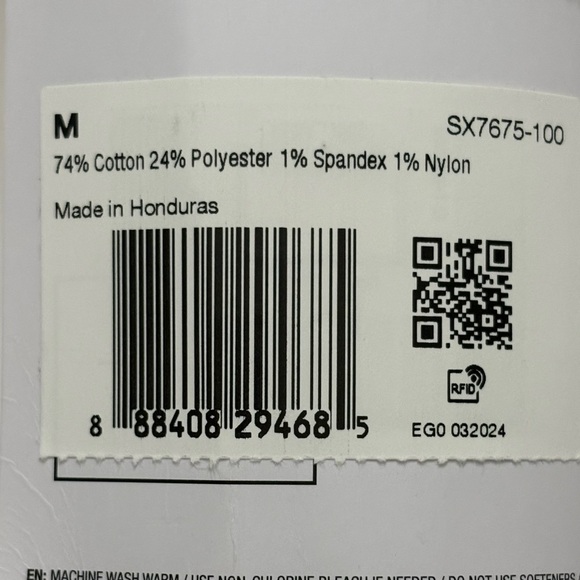 M
SX7675-100
74% Cotton 24% Polyester 1% Spandex 1% Nylon
Made in Honduras
8 88408 29468 5
RFID
EGO 032024
EN: MACHINE WASH WARM / USE NON-CHLORINE BLEACH IF NEEDED / DO NOT USE SOFTENERS